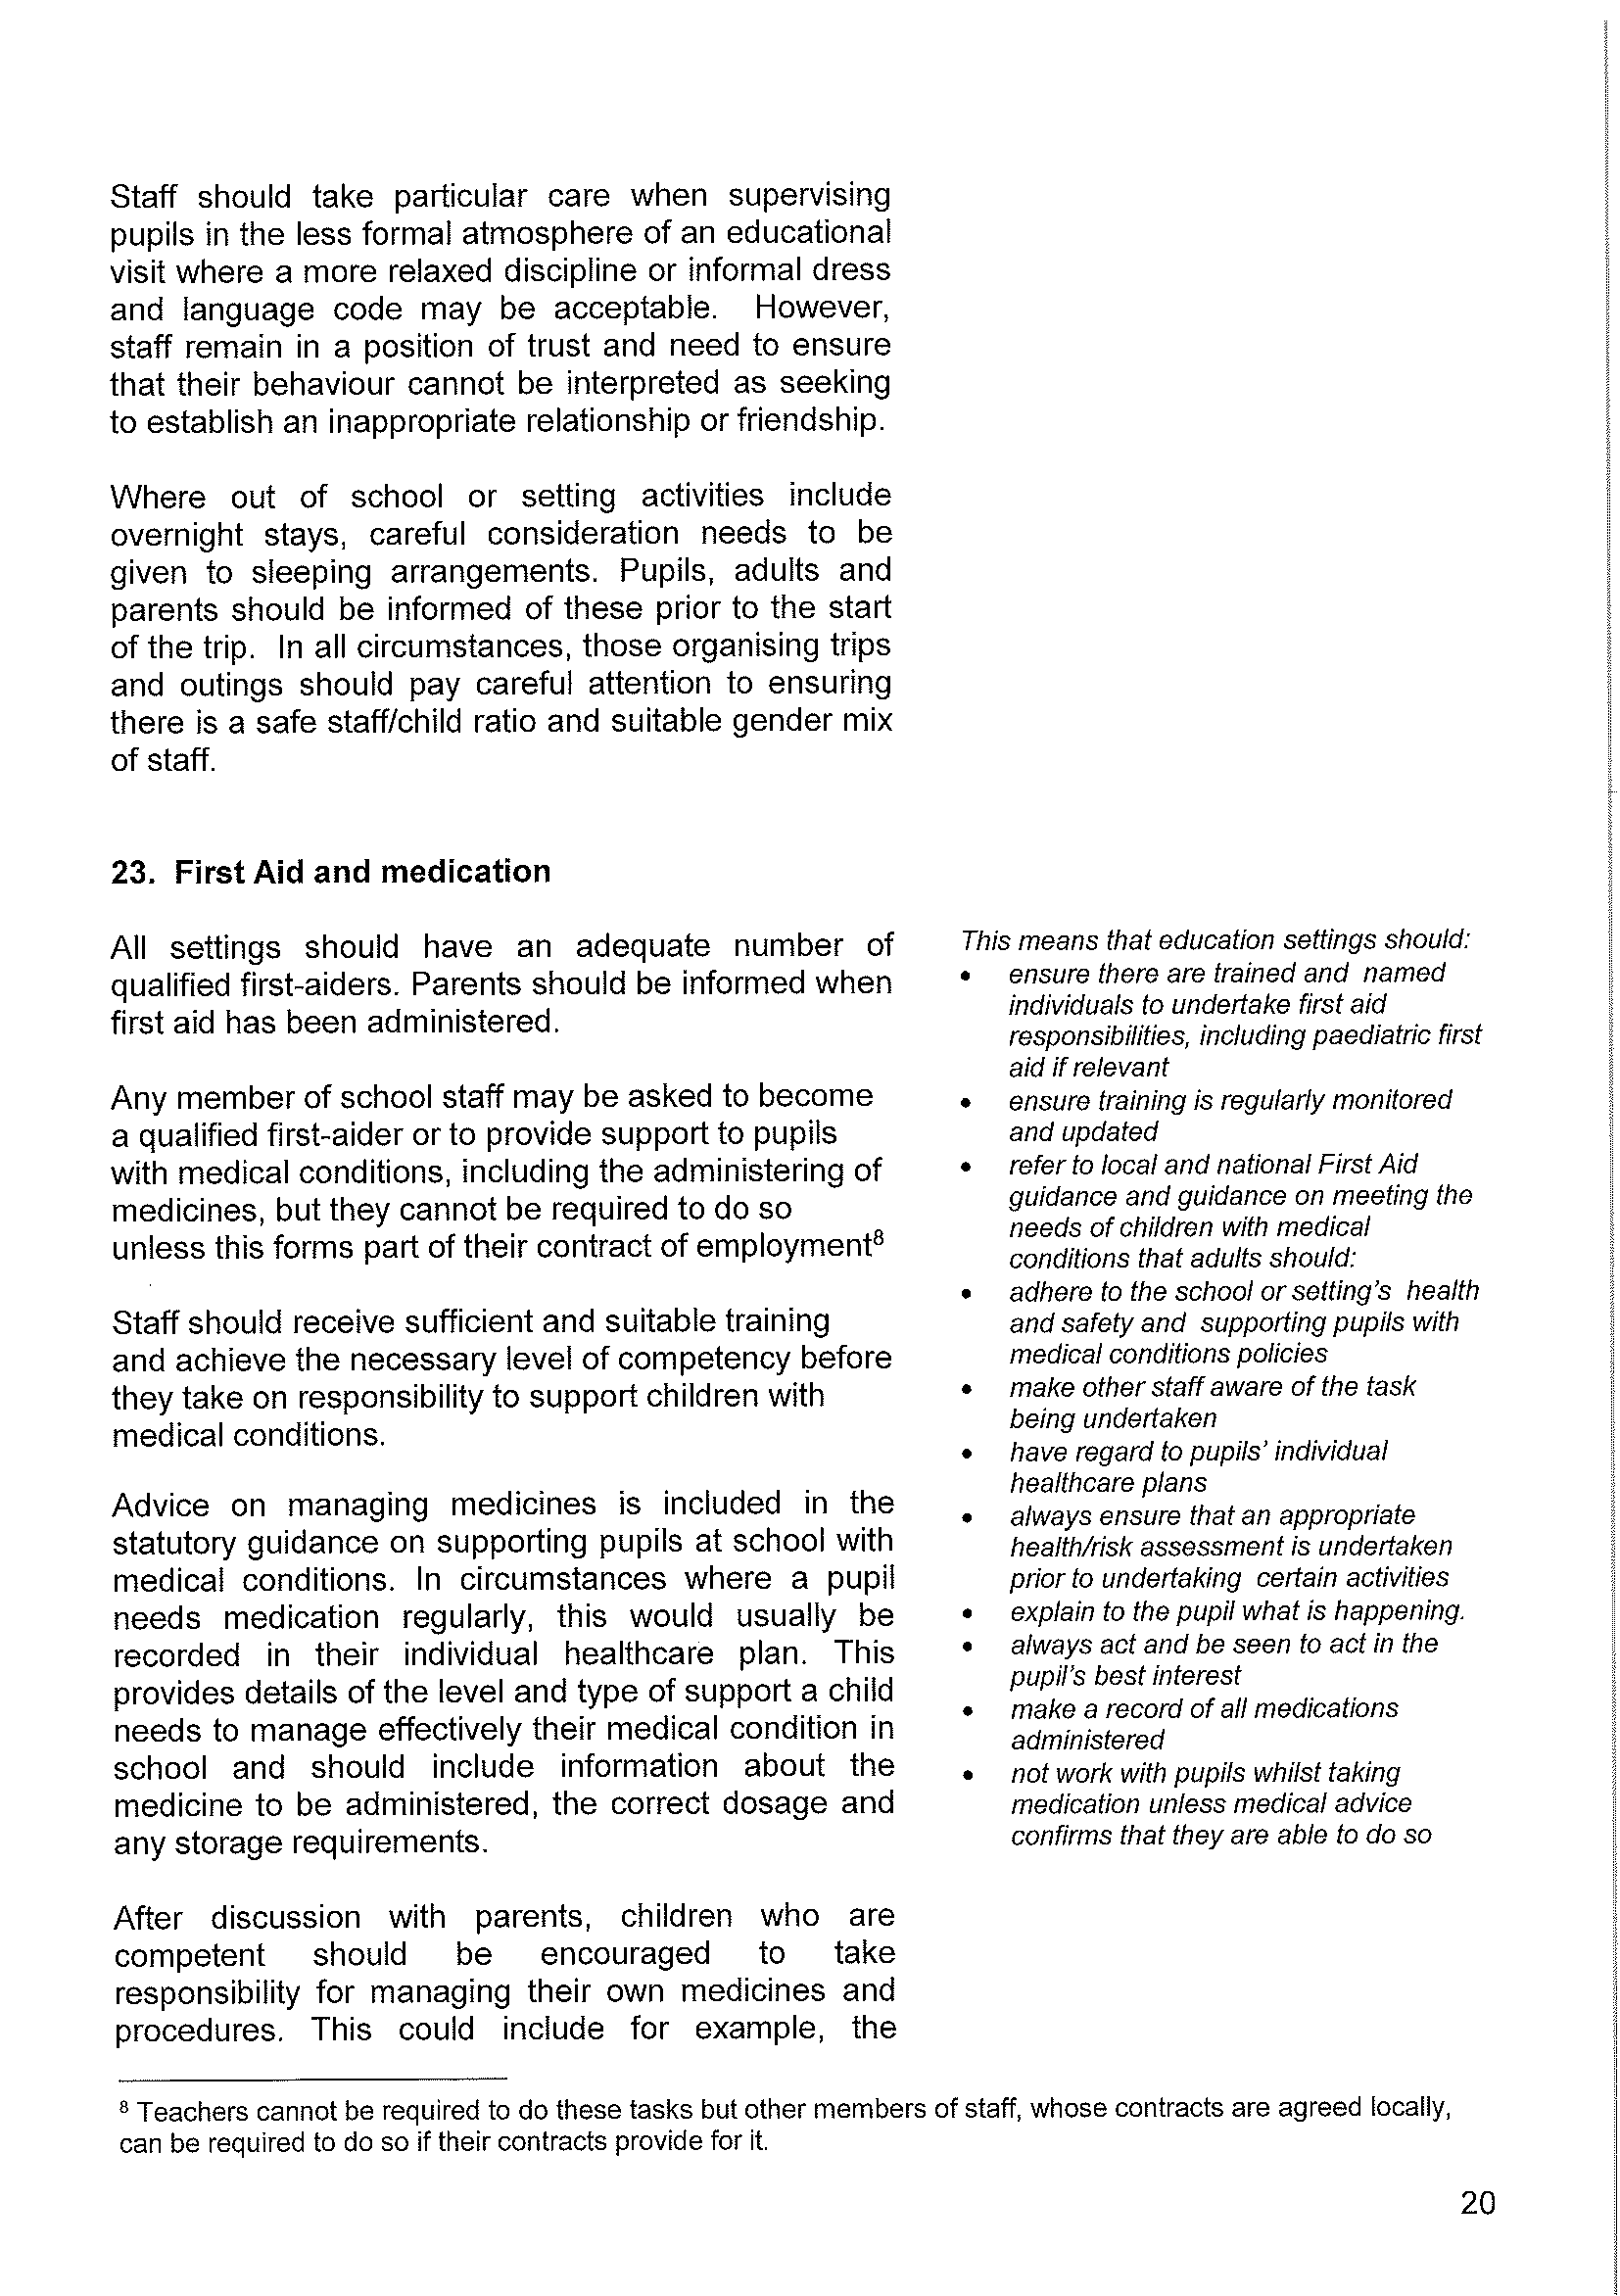 Staff should take particular care when supervising
pupils in the less formal atmosphere of an educational
visit where a more relaxed discipline or informal dress
and language code may be acceptable. However,
staff remain in a position of trust and need to ensure
that their behaviour cannot be interpreted as seeking
to establish an inappropriate relationship or friendship.
Where out of school or setting activities include
overnight stays, careful consideration needs to be
given to sleeping arrangements. Pupils, adults and
parents should be informed of these prior to the start
of the trip. In all circumstances, those organising trips
and outings should pay careful attention to ensuring
there is a safe staff/child ratio and suitable gender mix
of staff.
23. First Aid and medication
All settings should have an adequate number of
qualified first-aiders. Parents should be informed when
first aid has been administered.
Any member of school staff may be asked to become
a qualified first-aider or to provide support to pupils
with medical conditions, including the administering of
medicines, but they cannot be required to do so
unless this forms part of their contract of employment⁸
Staff should receive sufficient and suitable training
and achieve the necessary level of competency before
they take on responsibility to support children with
medical conditions.
Advice on managing medicines is included in the
statutory guidance on supporting pupils at school with
medical conditions. In circumstances where a pupil
needs medication regularly, this would usually be
recorded in their individual healthcare plan. This
provides details of the level and type of support a child
needs to manage effectively their medical condition in
school and should include information about the
medicine to be administered, the correct dosage and
any storage requirements.
After discussion with parents, children who are
competent should be encouraged to take
responsibility for managing their own medicines and
procedures. This could include for example, the
This means that education settings should:
• ensure there are trained and named
individuals to undertake first aid
responsibilities, including paediatric first
aid if relevant
• ensure training is regularly monitored
and updated
• refer to local and national First Aid
guidance and guidance on meeting the
needs of children with medical
conditions that adults should:
• adhere to the school or setting's health
and safety and supporting pupils with
medical conditions policies
• make other staff aware of the task
being undertaken
• have regard to pupils' individual
healthcare plans
• always ensure that an appropriate
health/risk assessment is undertaken
prior to undertaking certain activities
• explain to the pupil what is happening.
• always act and be seen to act in the
pupil's best interest
• make a record of all medications
administered
• not work with pupils whilst taking
medication unless medical advice
confirms that they are able to do so
⁸ Teachers cannot be required to do these tasks but other members of staff, whose contracts are agreed locally,
can be required to do so if their contracts provide for it.
20